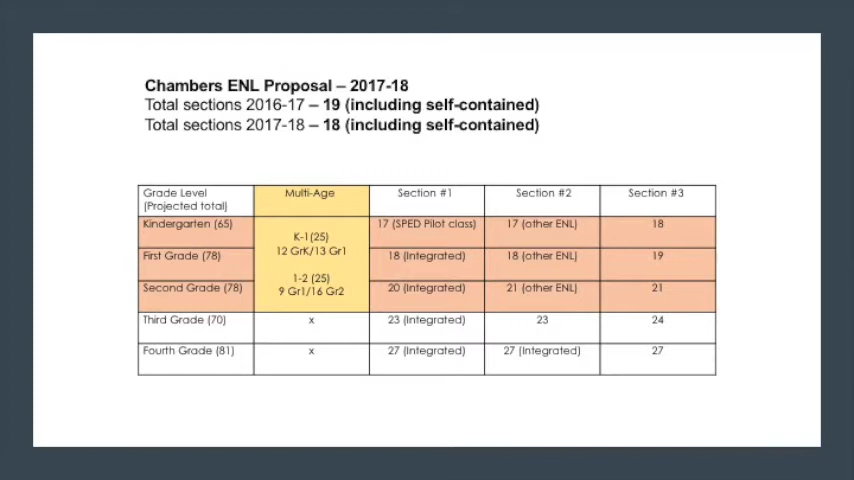 Chambers ENL Proposal – 2017-18
Total sections 2016-17 – 19 (including self-contained)
Total sections 2017-18 – 18 (including self-contained)
Grade Level
(Projected total)
Multi-Age
Section #1
Section #2
Section #3
Kindergarten (65)
K-1(25)
12 GrK/13 Gr1
1-2 (25)
9 Gr1/16 Gr2
17 (SPED Pilot class)
17 (other ENL)
18
First Grade (78)
18 (Integrated)
18 (other ENL)
19
Second Grade (78)
20 (Integrated)
21 (other ENL)
21
Third Grade (70)
x
23 (Integrated)
23
24
Fourth Grade (81)
x
27 (Integrated)
27 (Integrated)
27